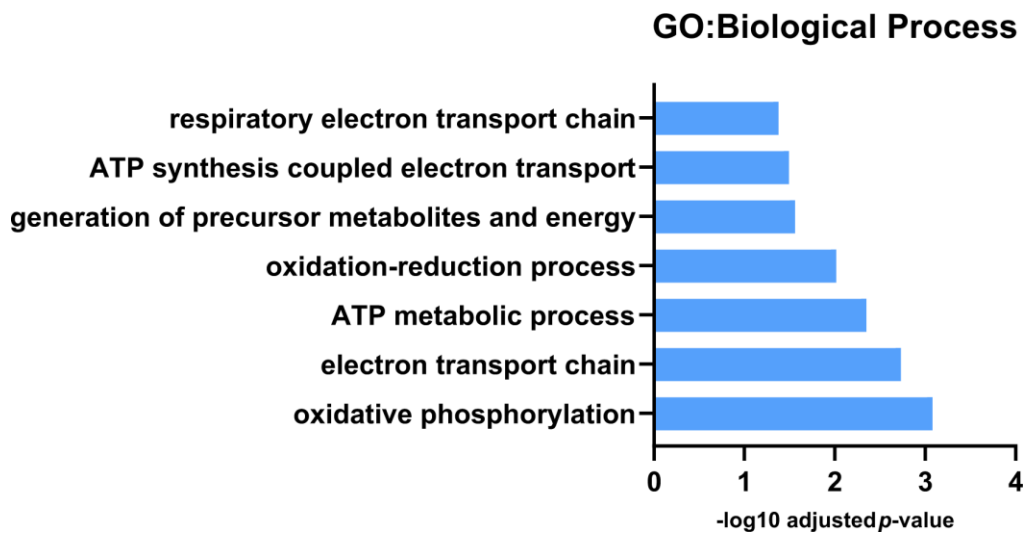 GO:Biological Process
respiratory electron transport chain
ATP synthesis coupled electron transport
generation of precursor metabolites and energy
oxidation-reduction process
ATP metabolic process
electron transport chain
oxidative phosphorylation
0 1 2 3 4
-log10 adjusted p-value